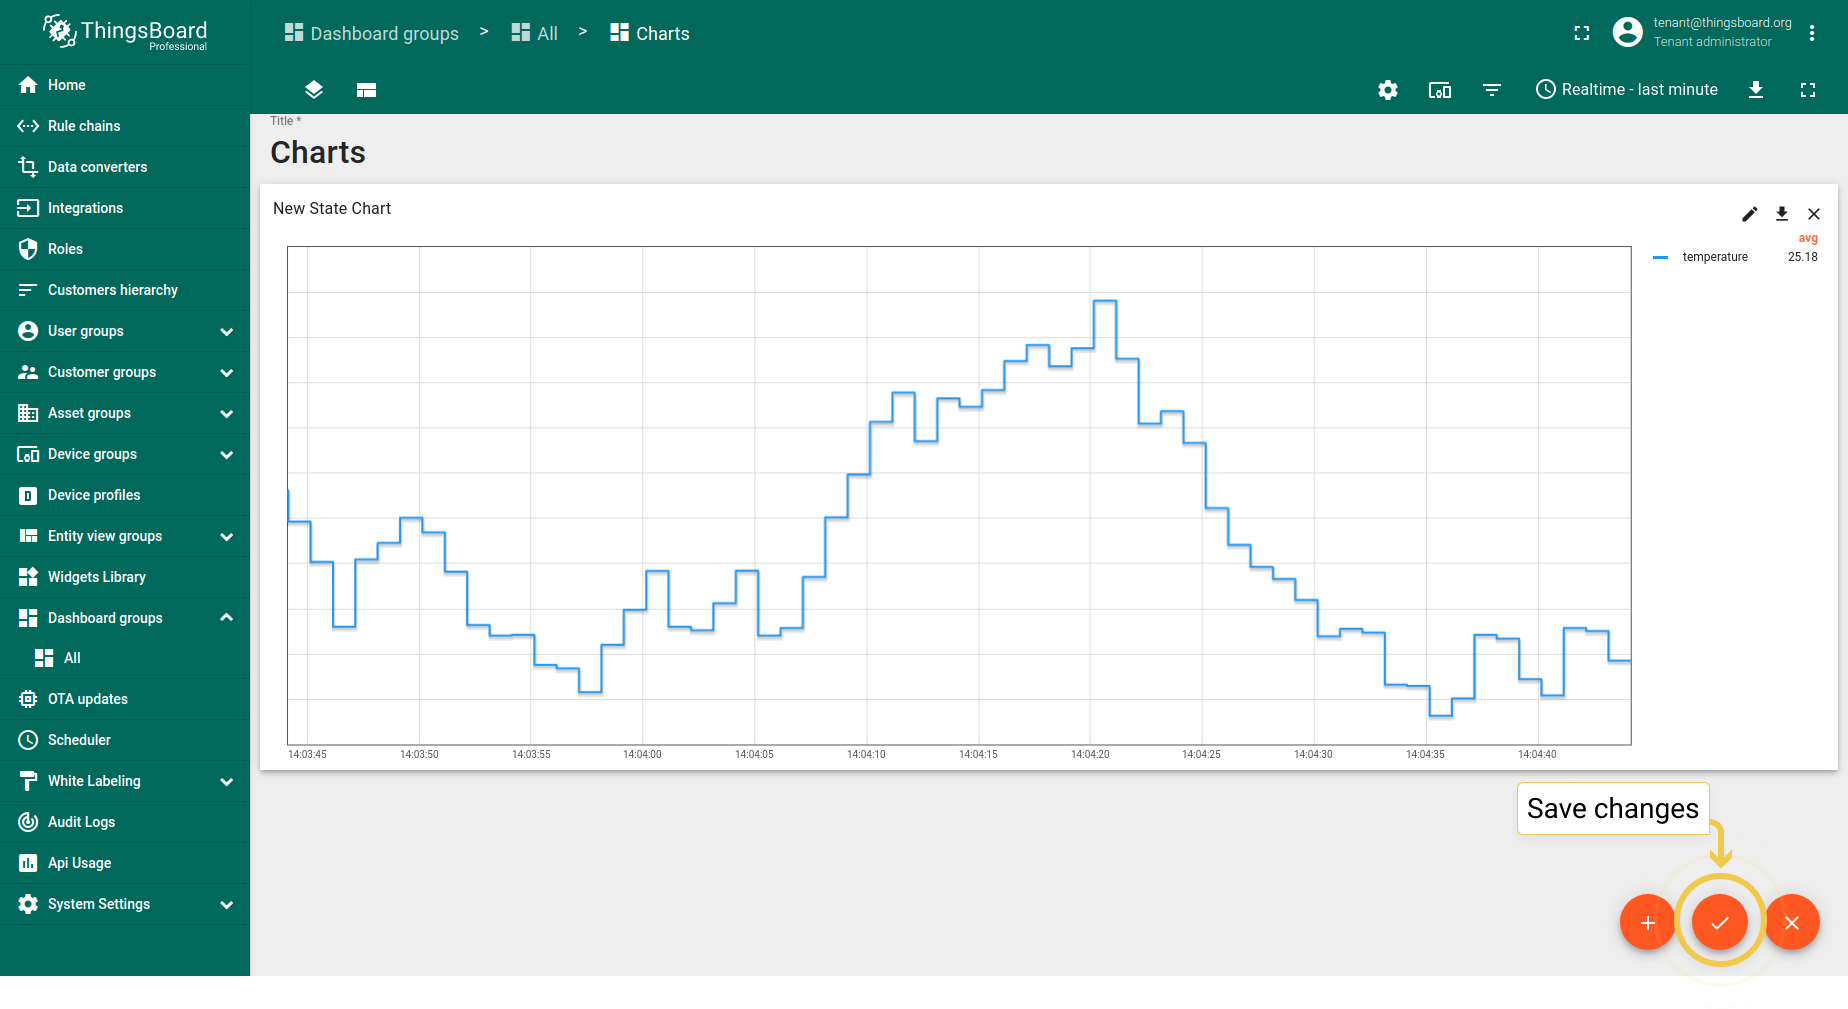 ThingsBoard
Professional
Home
Rule chains
Data converters
Integrations
Roles
Customers hierarchy
User groups
Customer groups
Asset groups
Device groups
Device profiles
Entity view groups
Widgets Library
Dashboard groups
All
OTA updates
Scheduler
White Labeling
Audit Logs
Api Usage
System Settings
Dashboard groups > All > Charts
tenant@thingsboard.org
Tenant administrator
Realtime - last minute
Title *
Charts
New State Chart
avg
temperature 25.18
14:03:45 14:03:50 14:03:55 14:04:00 14:04:05 14:04:10 14:04:15 14:04:20 14:04:25 14:04:30 14:04:35 14:04:40
Save changes